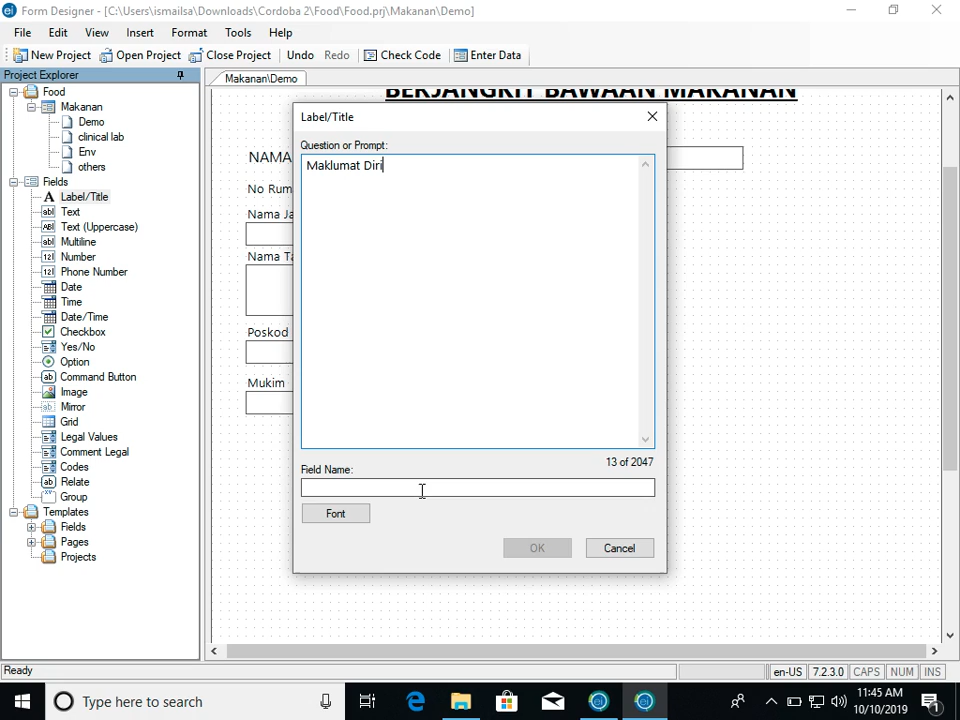 Form Designer - [C:\Users\ismailsa\Downloads\Cordoba 2\Food\Food.prj\Makanan\Demo]
File Edit View Insert Format Tools Help
New Project Open Project Close Project Undo Redo Check Code Enter Data
Project Explorer
Food
Makanan
Demo
clinical lab
Env
others
Fields
Label/Title
Text
Text (Uppercase)
Multiline
Number
Phone Number
Date
Time
Date/Time
Checkbox
Yes/No
Option
Command Button
Image
Mirror
Grid
Legal Values
Comment Legal
Codes
Relate
Group
Templates
Fields
Pages
Projects
Makanan\Demo
BERJANGKIT BAWAAN MAKANAN
NAMA
No Rum
Nama Ja
Nama Ta
Poskod
Mukim
Label/Title
Question or Prompt:
Maklumat Diri
13 of 2047
Field Name:
Font
OK Cancel
Ready
en-US 7.2.3.0 CAPS NUM INS
Type here to search
11:45 AM
10/10/2019
1